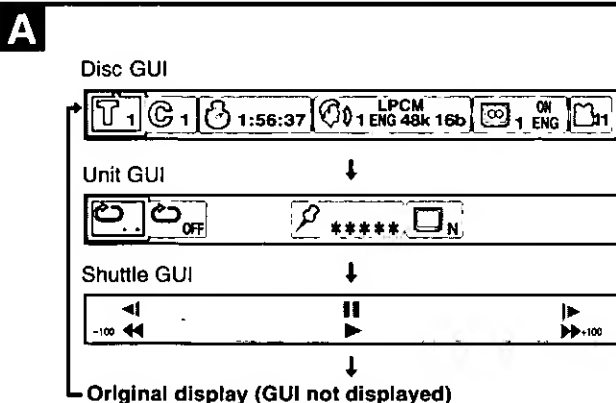 A
Disc GUI
T 1 C 1 1:56:37 1 LPCM ENG 48k 16b 1 ON ENG 11
Unit GUI
OFF ***** N
Shuttle GUI
-100 +100
Original display (GUI not displayed)